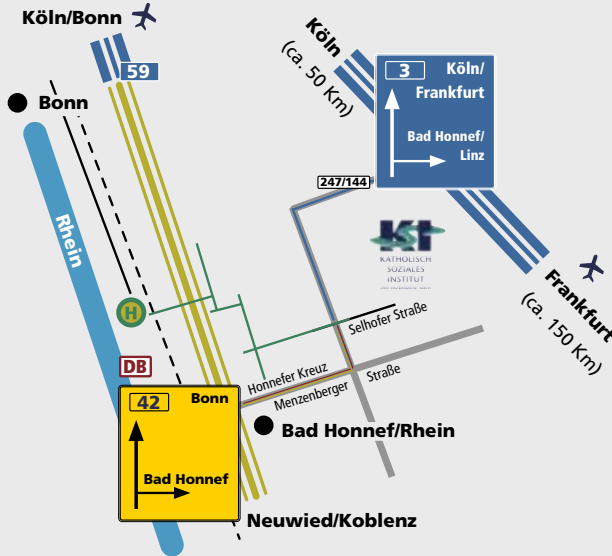 Köln/Bonn
59
Bonn
Rhein
Köln
(ca. 50 Km)
3
Köln/
Frankfurt
Bad Honnef/
Linz
247/144
KSI
KATHOLISCH
SOZIALES
INSTITUT
Frankfurt
(ca. 150 Km)
H
Selhofer Straße
DB
Honnefer Kreuz
Menzenberger Straße
42
Bonn
Bad Honnef
Bad Honnef/Rhein
Neuwied/Koblenz